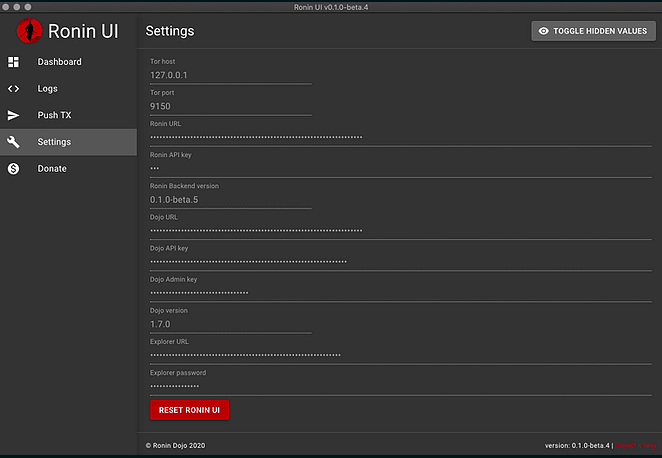 Ronin UI v0.1.0-beta.4
Ronin UI
Settings
TOGGLE HIDDEN VALUES
Dashboard
Logs
Push TX
Settings
Donate
Tor host
127.0.0.1
Tor port
9150
Ronin URL
Ronin API key
Ronin Backend version
0.1.0-beta.5
Dojo URL
Dojo API key
Dojo Admin key
Dojo version
1.7.0
Explorer URL
Explorer password
RESET RONIN UI
© Ronin Dojo 2020
version: 0.1.0-beta.4 |